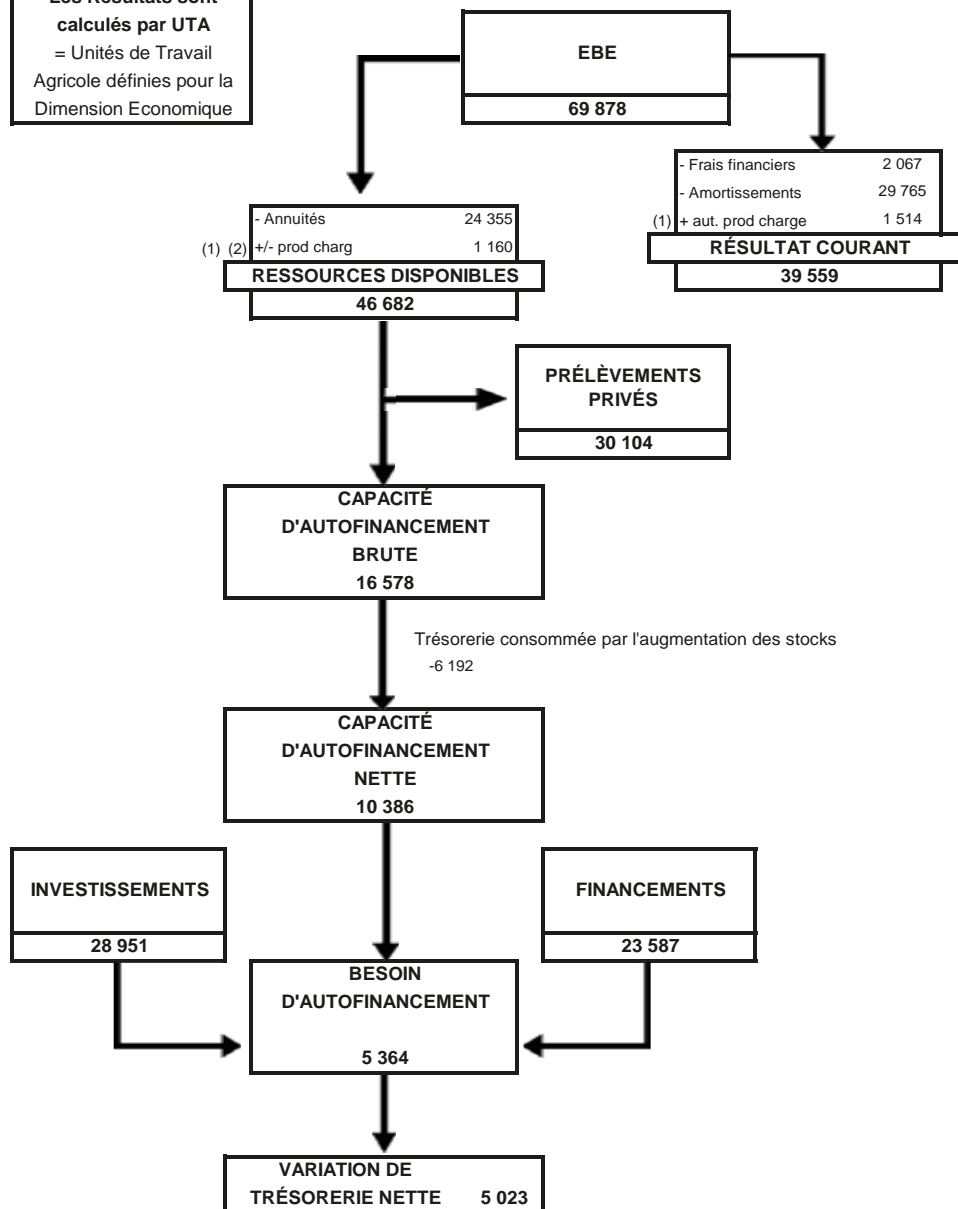 Les Résultats sont
calculés par UTA
= Unités de Travail
Agricole définies pour la
Dimension Economique
EBE
69 878
- Frais financiers 2 067
- Amortissements 29 765
(1) + aut. prod charge 1 514
RÉSULTAT COURANT
39 559
- Annuités 24 355
(1) (2) +/- prod charg 1 160
RESSOURCES DISPONIBLES
46 682
PRÉLÈVEMENTS
PRIVÉS
30 104
CAPACITÉ
D'AUTOFINANCEMENT
BRUTE
16 578
Trésorerie consommée par l'augmentation des stocks
-6 192
CAPACITÉ
D'AUTOFINANCEMENT
NETTE
10 386
INVESTISSEMENTS
28 951
FINANCEMENTS
23 587
BESOIN
D'AUTOFINANCEMENT
5 364
VARIATION DE
TRÉSORERIE NETTE 5 023